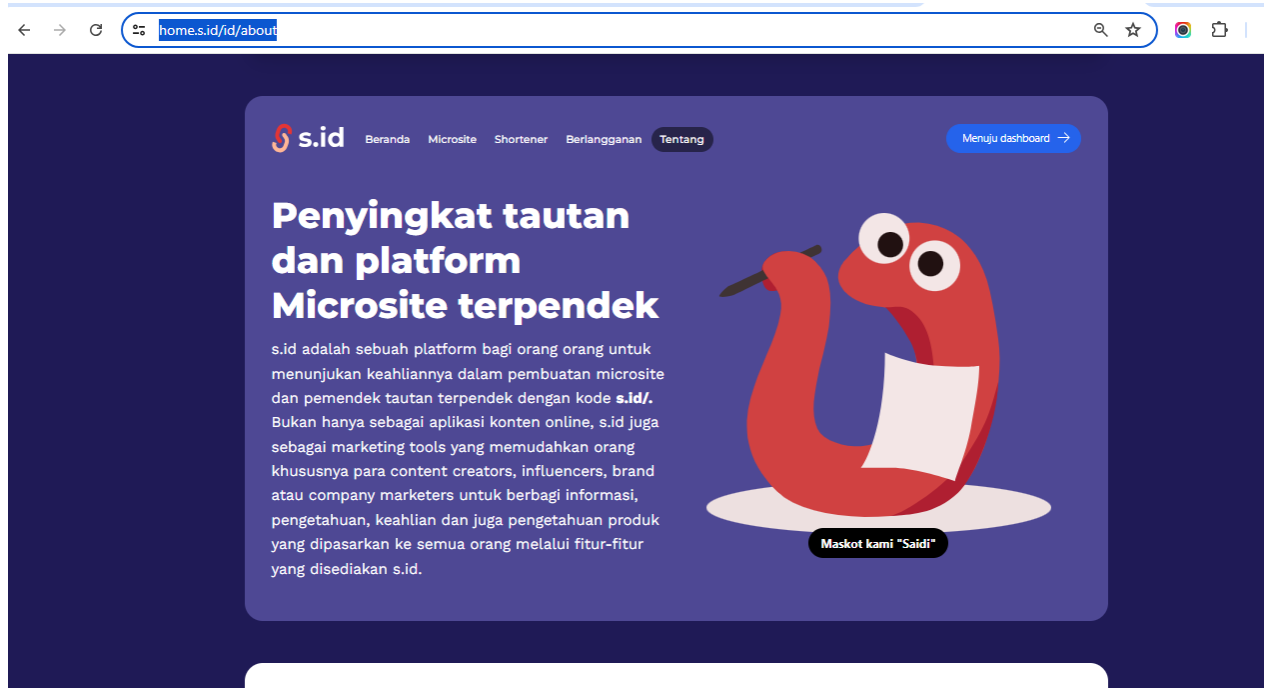 home.s.id/id/about
s.id
Beranda Microsite Shortener Berlangganan Tentang
Menuju dashboard →
Penyingkat tautan
dan platform
Microsite terpendek
s.id adalah sebuah platform bagi orang orang untuk
menunjukan keahliannya dalam pembuatan microsite
dan pemendek tautan terpendek dengan kode s.id/.
Bukan hanya sebagai aplikasi konten online, s.id juga
sebagai marketing tools yang memudahkan orang
khususnya para content creators, influencers, brand
atau company marketers untuk berbagi informasi,
pengetahuan, keahlian dan juga pengetahuan produk
yang dipasarkan ke semua orang melalui fitur-fitur
yang disediakan s.id.
Maskot kami "Saidi"